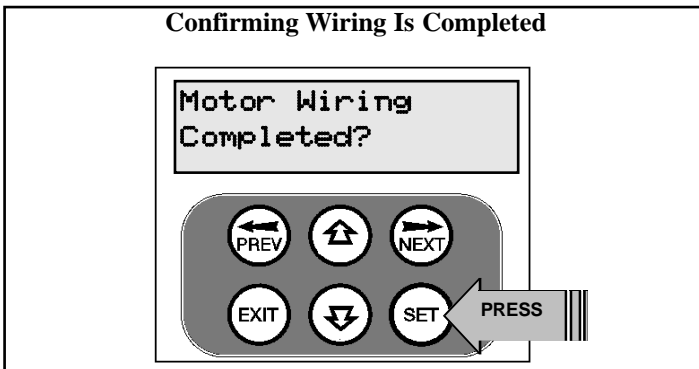 Confirming Wiring Is Completed
Motor Wiring
Completed?
PREV
NEXT
EXIT
SET
PRESS